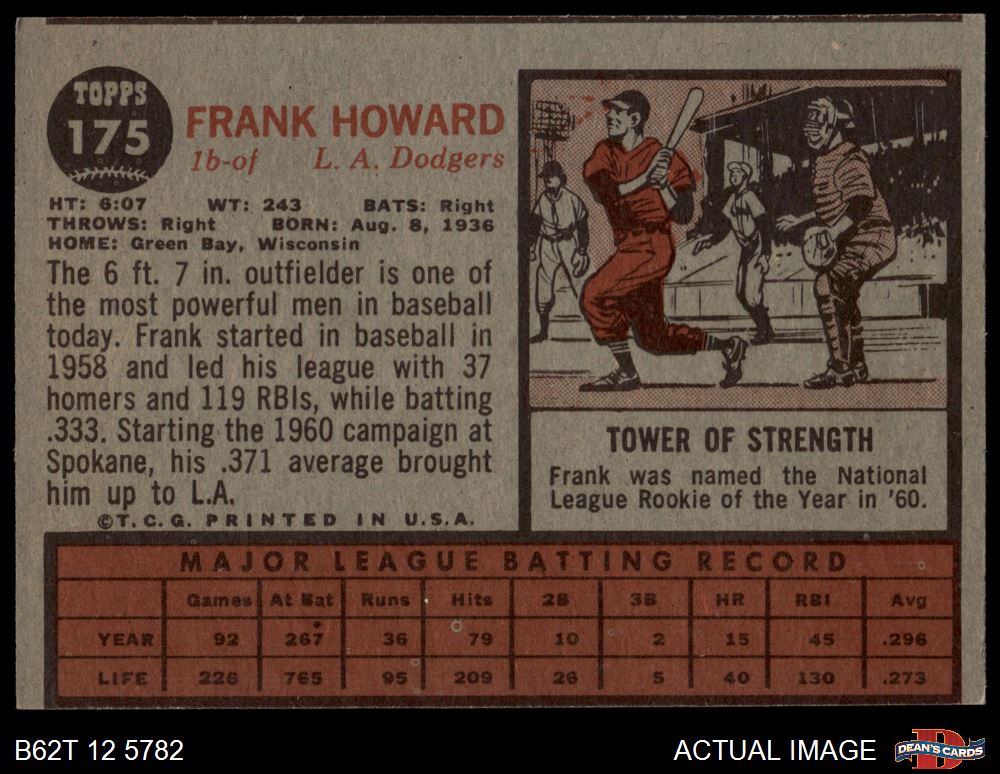 TOPPS
175
FRANK HOWARD
1b-of L. A. Dodgers
HT: 6:07 WT: 243 BATS: Right
THROWS: Right BORN: Aug. 8, 1936
HOME: Green Bay, Wisconsin
The 6 ft. 7 in. outfielder is one of
the most powerful men in baseball
today. Frank started in baseball in
1958 and led his league with 37
homers and 119 RBIs, while batting
.333. Starting the 1960 campaign at
Spokane, his .371 average brought
him up to L.A.
©T.C.G. PRINTED IN U.S.A.
TOWER OF STRENGTH
Frank was named the National
League Rookie of the Year in '60.
MAJOR LEAGUE BATTING RECORD
Games At Bat Runs Hits 2B 3B HR RBI Avg
YEAR 92 267 36 79 10 2 15 45 .296
LIFE 226 765 95 209 26 5 40 130 .273
B62T 12 5782
ACTUAL IMAGE
D
DEAN'S CARDS